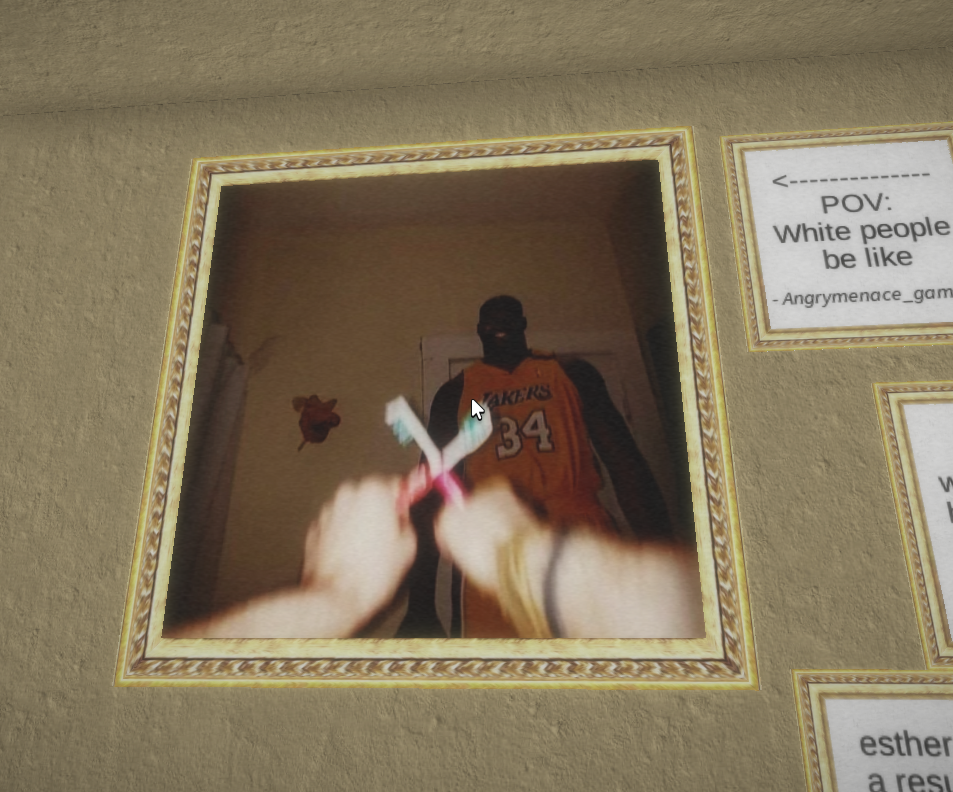 <--------------
POV:
White people
be like
- Angrymenace_gam
LAKERS
34
esther
a resu